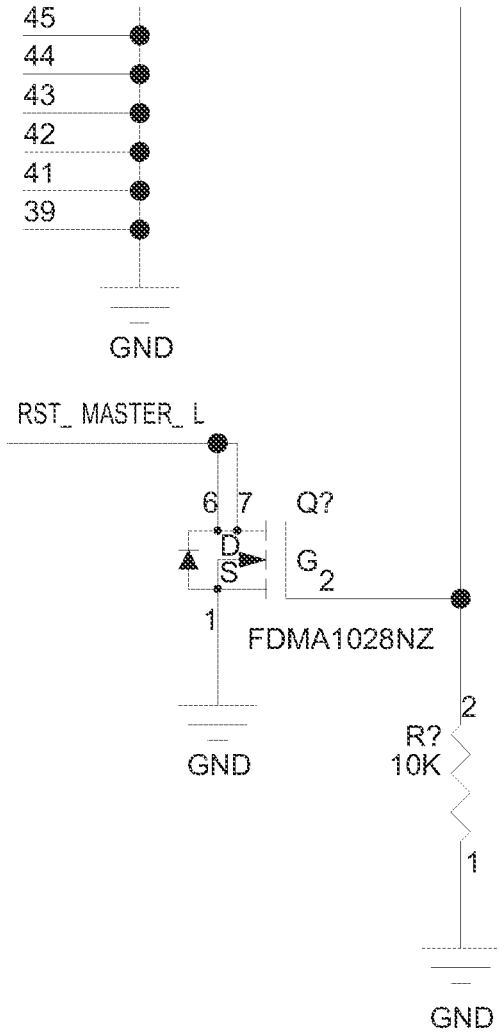 45
44
43
42
41
39
GND
RST_ MASTER_ L
6 7 Q?
D
G
S
2
1
FDMA1028NZ
2
R?
10K
GND
1
GND